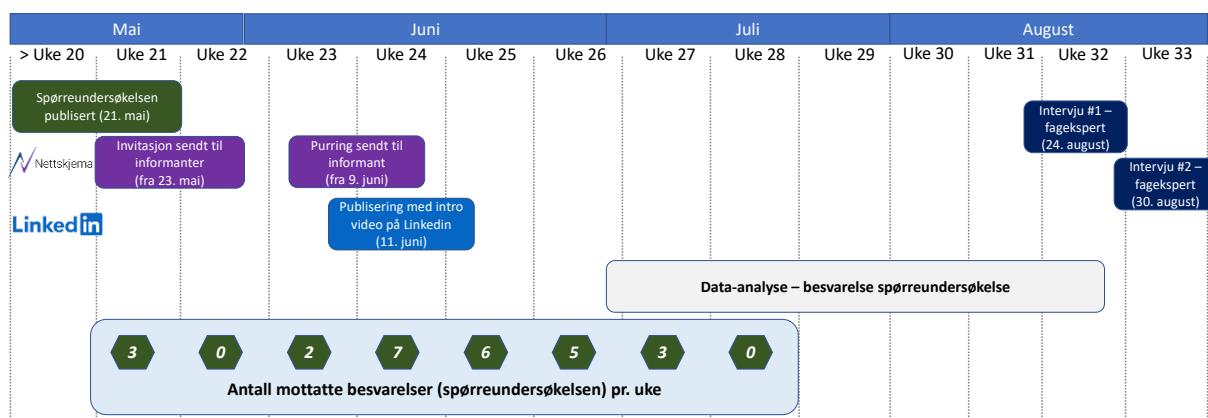 Mai Juni Juli August
> Uke 20 Uke 21 Uke 22 Uke 23 Uke 24 Uke 25 Uke 26 Uke 27 Uke 28 Uke 29 Uke 30 Uke 31 Uke 32 Uke 33
Spørreundersøkelsen
publisert (21. mai)
Intervju #1 –
fagekspert
(24. august)
Nettskjema
Invitasjon sendt til
informanter
(fra 23. mai)
Purring sendt til
informant
(fra 9. juni)
Intervju #2 –
fagekspert
(30. august)
Linked in
Publisering med intro
video på Linkedin
(11. juni)
Data-analyse – besvarelse spørreundersøkelse
3 0 2 7 6 5 3 0
Antall mottatte besvarelser (spørreundersøkelsen) pr. uke